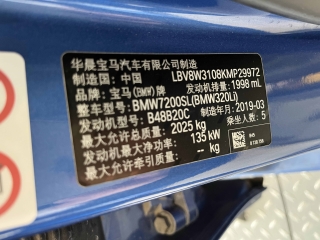 华晨宝马汽车有限公司制造
制造国：中国 LBV8W3108KMP29972
品牌：宝马(BMW)牌 发动机排量：1998 mL
整车型号：BMW7200SL(BMW320Li)
发动机型号：B48B20C 制造年月：2019-03
最大允许总质量：2025 kg 乘坐人数：5
发动机最大净功率：135 kW
最大允许牵引质量：-- kg